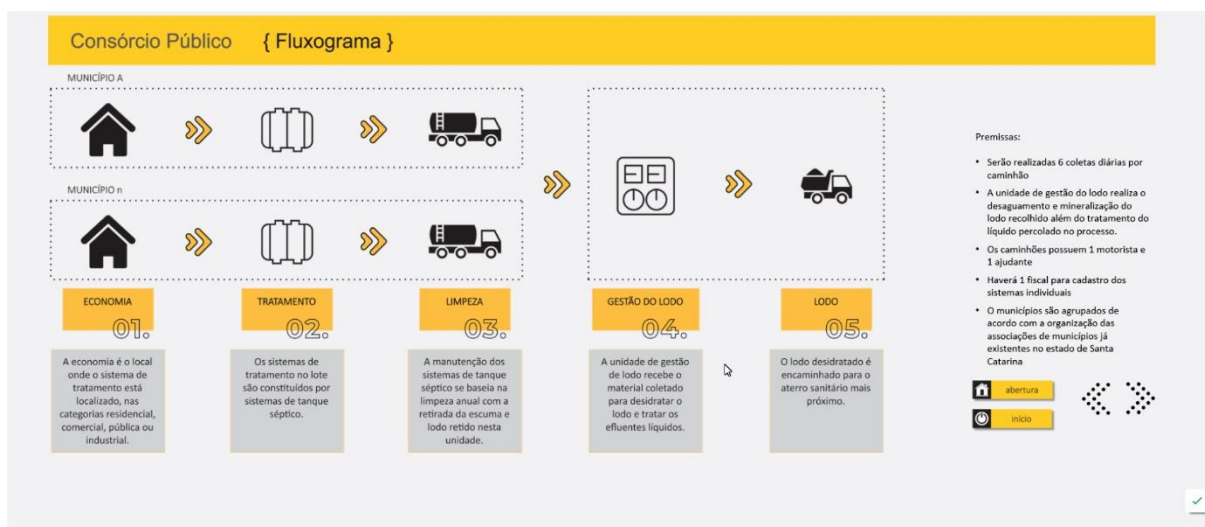 Consórcio Público { Fluxograma }
MUNICÍPIO A
MUNICÍPIO n
ECONOMIA
01.
A economia é o local
onde o sistema de
tratamento está
localizado, nas
categorias residencial,
comercial, pública ou
industrial.
TRATAMENTO
02.
Os sistemas de
tratamento no lote
são constituídos por
sistemas de tanque
séptico.
LIMPEZA
03.
A manutenção dos
sistemas de tanque
séptico se baseia na
limpeza anual com a
retirada da escuma e
lodo retido nesta
unidade.
GESTÃO DO LODO
04.
A unidade de gestão
de lodo recebe o
material coletado
para desidratar o
lodo e tratar os
efluentes líquidos.
LODO
05.
O lodo desidratado é
encaminhado para o
aterro sanitário mais
próximo.
Premissas:
• Serão realizadas 6 coletas diárias por
caminhão
• A unidade de gestão do lodo realiza o
desaguamento e mineralização do
lodo recolhido além do tratamento do
líquido percolado no processo.
• Os caminhões possuem 1 motorista e
1 ajudante
• Haverá 1 fiscal para cadastro dos
sistemas individuais
• O municípios são agrupados de
acordo com a organização das
associações de municípios já
existentes no estado de Santa
Catarina
abertura
início